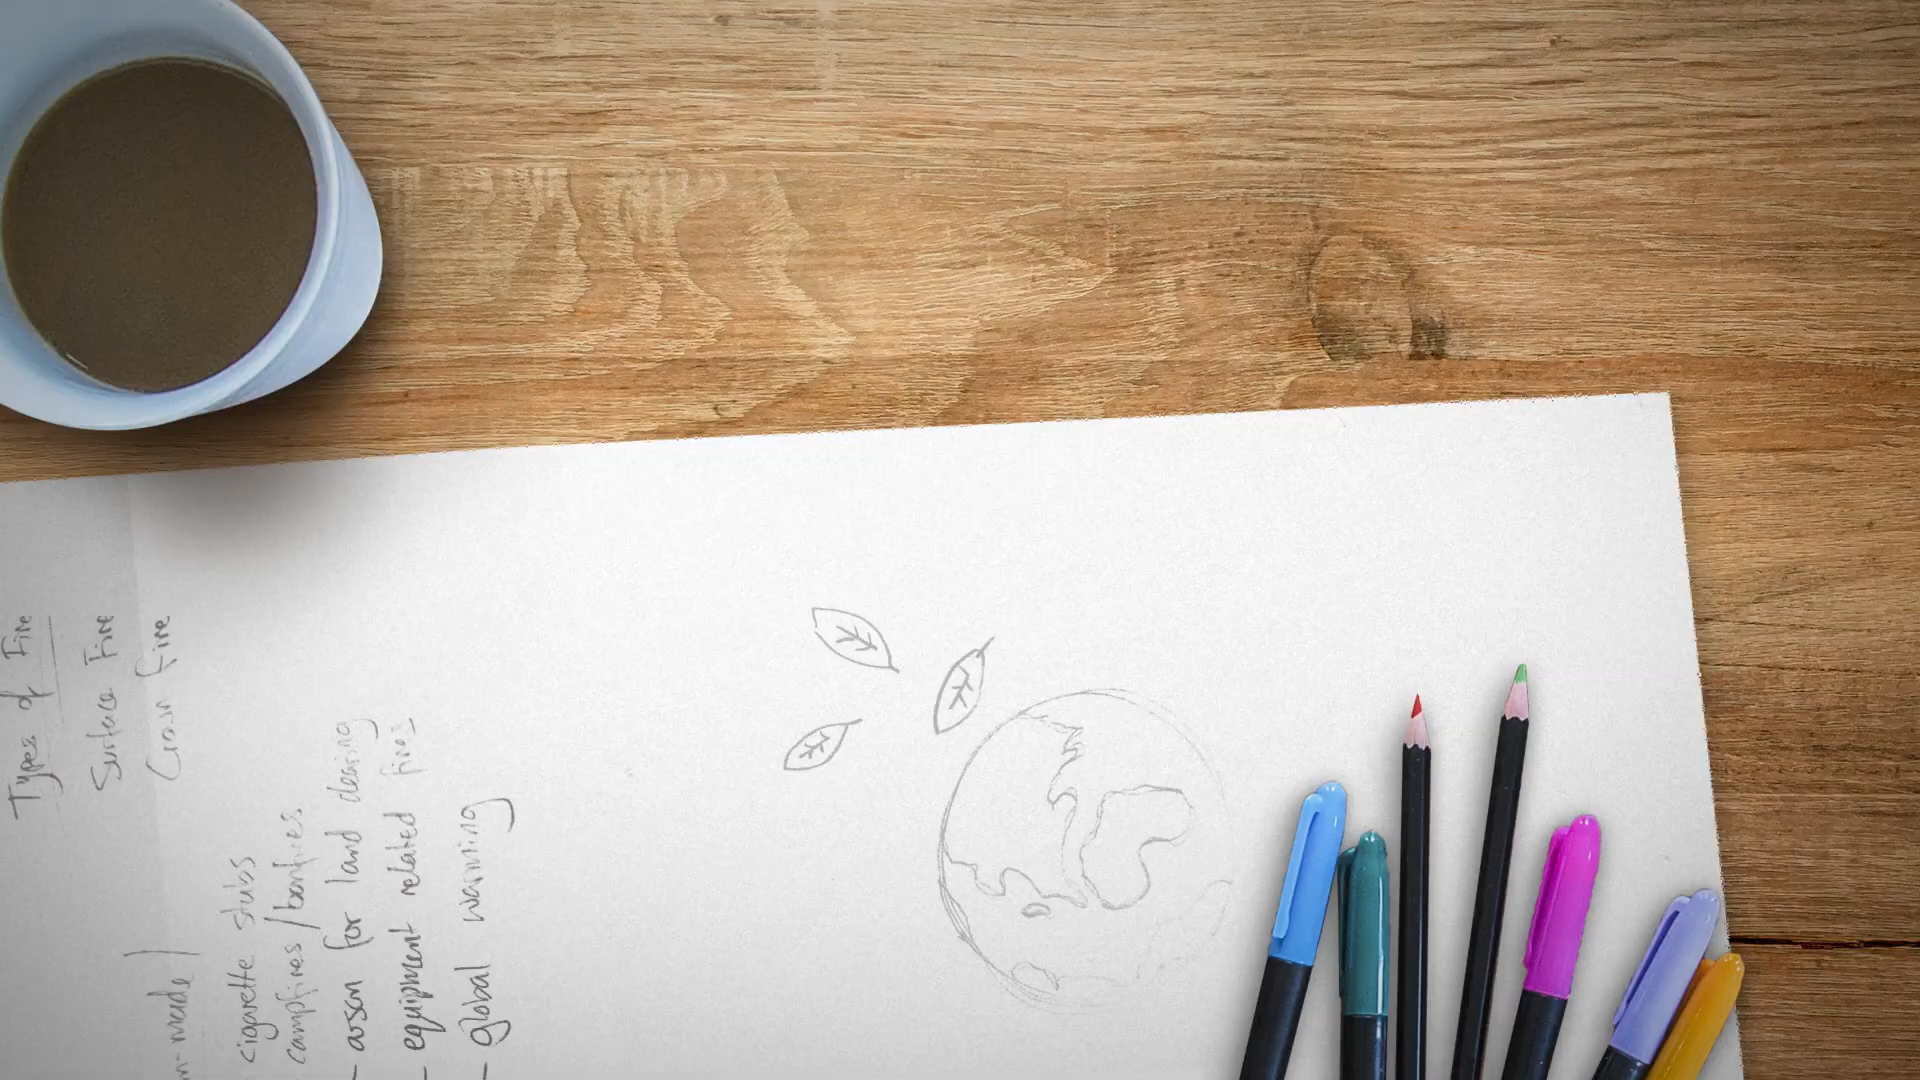 Types of Fire
Surface Fire
Crown Fire
n-made
cigarette stubs
campfires/bonfires.
- arson for land clearing
- equipment related fires
- global warming